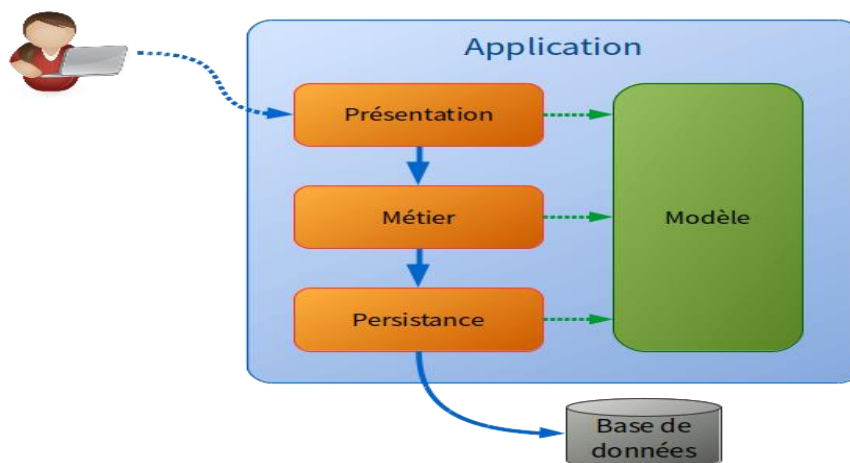 Application
Présentation
Métier
Modèle
Persistance
Base de
données